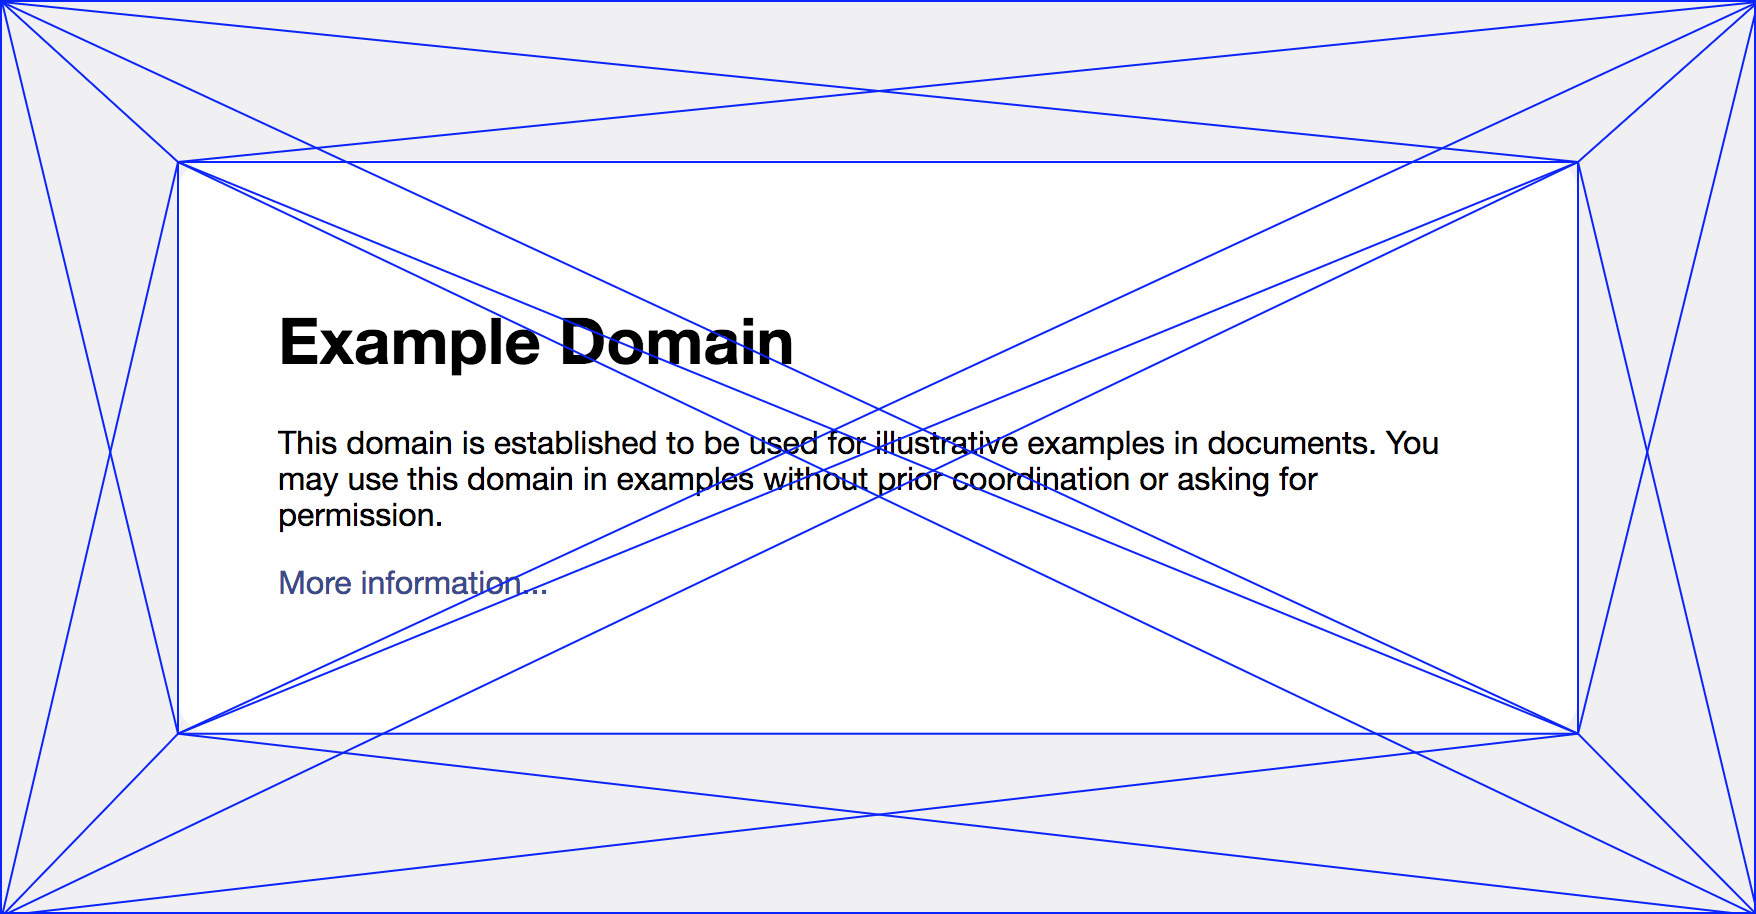 Example Domain
This domain is established to be used for illustrative examples in documents. You
may use this domain in examples without prior coordination or asking for
permission.
More information...